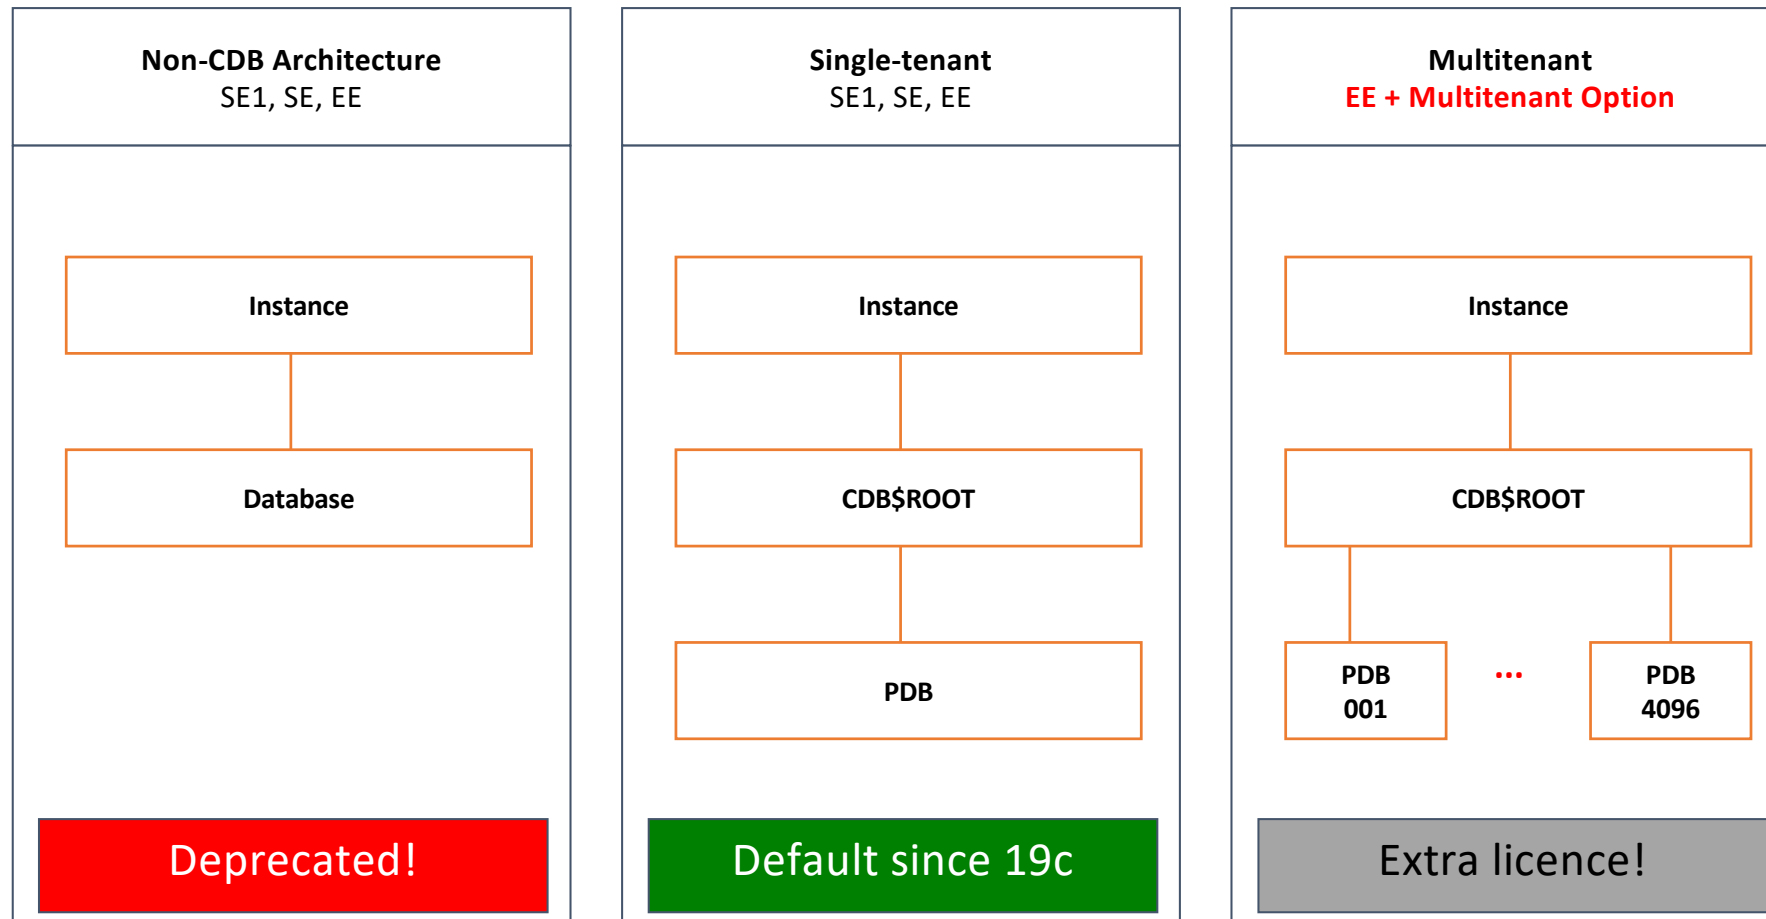 Non-CDB Architecture
SE1, SE, EE
Instance
Database
Deprecated!
Single-tenant
SE1, SE, EE
Instance
CDB$ROOT
PDB
Default since 19c
Multitenant
EE + Multitenant Option
Instance
CDB$ROOT
PDB
001
...
PDB
4096
Extra licence!